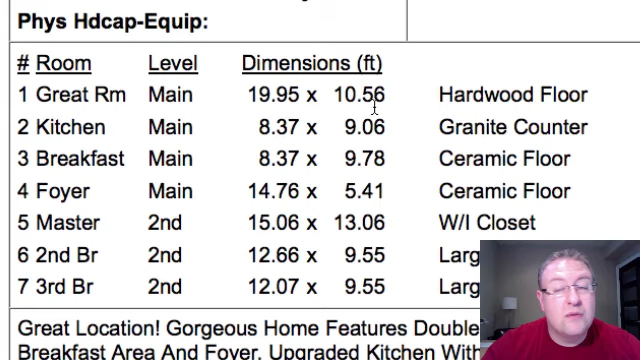 Phys Hdcap-Equip:
# Room Level Dimensions (ft)
1 Great Rm Main 19.95 x 10.56 Hardwood Floor
2 Kitchen Main 8.37 x 9.06 Granite Counter
3 Breakfast Main 8.37 x 9.78 Ceramic Floor
4 Foyer Main 14.76 x 5.41 Ceramic Floor
5 Master 2nd 15.06 x 13.06 W/I Closet
6 2nd Br 2nd 12.66 x 9.55
7 3rd Br 2nd 12.07 x 9.55
Great Location! Gorgeous Home Features Double
Breakfast Area And Foyer. Upgraded Kitchen With